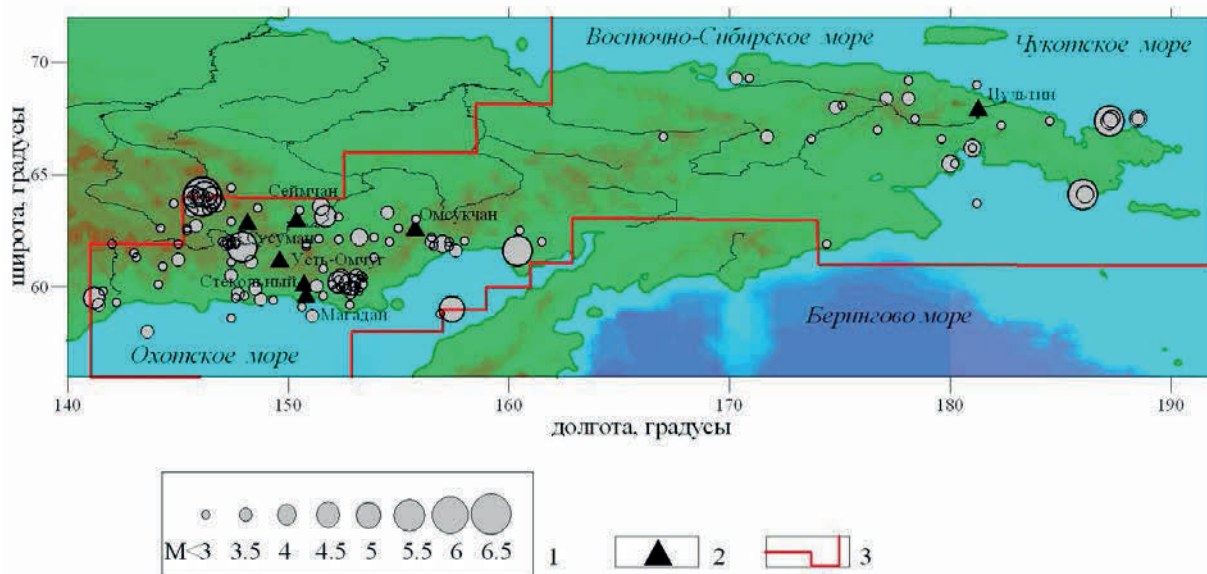 Восточно-Сибирское море
Чукотское море
70
Иультин
65
Сеймчан
Омсукчан
Сусуман
широта, градусы
Усть-Омчуг
60
Стекольный
Магадан
Берингово море
Охотское море
140 150 160 170 180 190
долгота, градусы
M<3 3.5 4 4.5 5 5.5 6 6.5 1 2 3